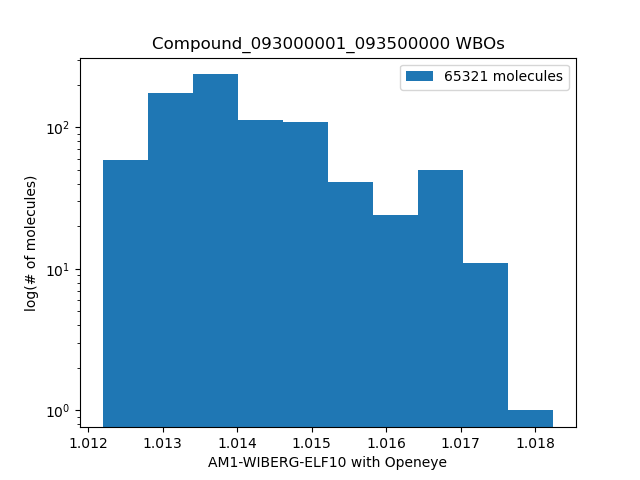 Compound_093000001_093500000 WBOs
65321 molecules
log(# of molecules)
10²
10¹
10⁰
1.012 1.013 1.014 1.015 1.016 1.017 1.018
AM1-WIBERG-ELF10 with Openeye